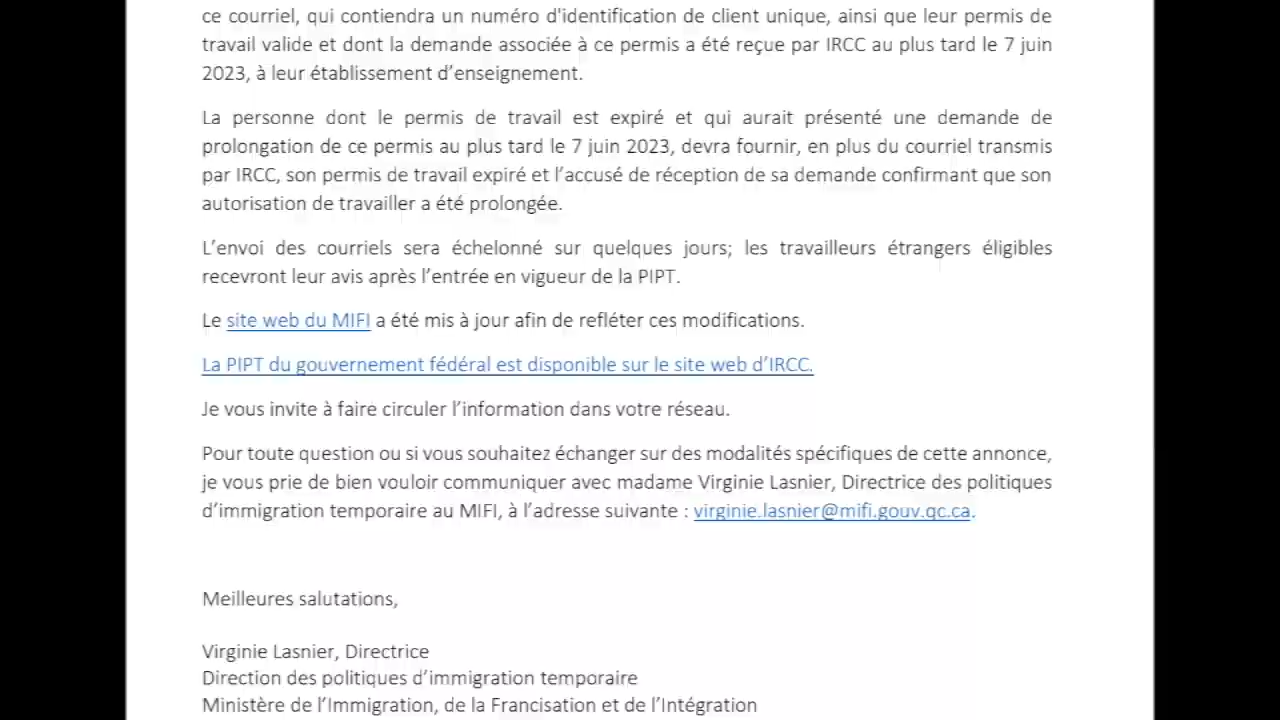 ce courriel, qui contiendra un numéro d'identification de client unique, ainsi que leur permis de
travail valide et dont la demande associée à ce permis a été reçue par IRCC au plus tard le 7 juin
2023, à leur établissement d’enseignement.
La personne dont le permis de travail est expiré et qui aurait présenté une demande de
prolongation de ce permis au plus tard le 7 juin 2023, devra fournir, en plus du courriel transmis
par IRCC, son permis de travail expiré et l’accusé de réception de sa demande confirmant que son
autorisation de travailler a été prolongée.
L’envoi des courriels sera échelonné sur quelques jours; les travailleurs étrangers éligibles
recevront leur avis après l’entrée en vigueur de la PIPT.
Le site web du MIFI a été mis à jour afin de refléter ces modifications.
La PIPT du gouvernement fédéral est disponible sur le site web d’IRCC.
Je vous invite à faire circuler l’information dans votre réseau.
Pour toute question ou si vous souhaitez échanger sur des modalités spécifiques de cette annonce,
je vous prie de bien vouloir communiquer avec madame Virginie Lasnier, Directrice des politiques
d’immigration temporaire au MIFI, à l’adresse suivante : virginie.lasnier@mifi.gouv.qc.ca.
Meilleures salutations,
Virginie Lasnier, Directrice
Direction des politiques d’immigration temporaire
Ministère de l’Immigration, de la Francisation et de l’Intégration